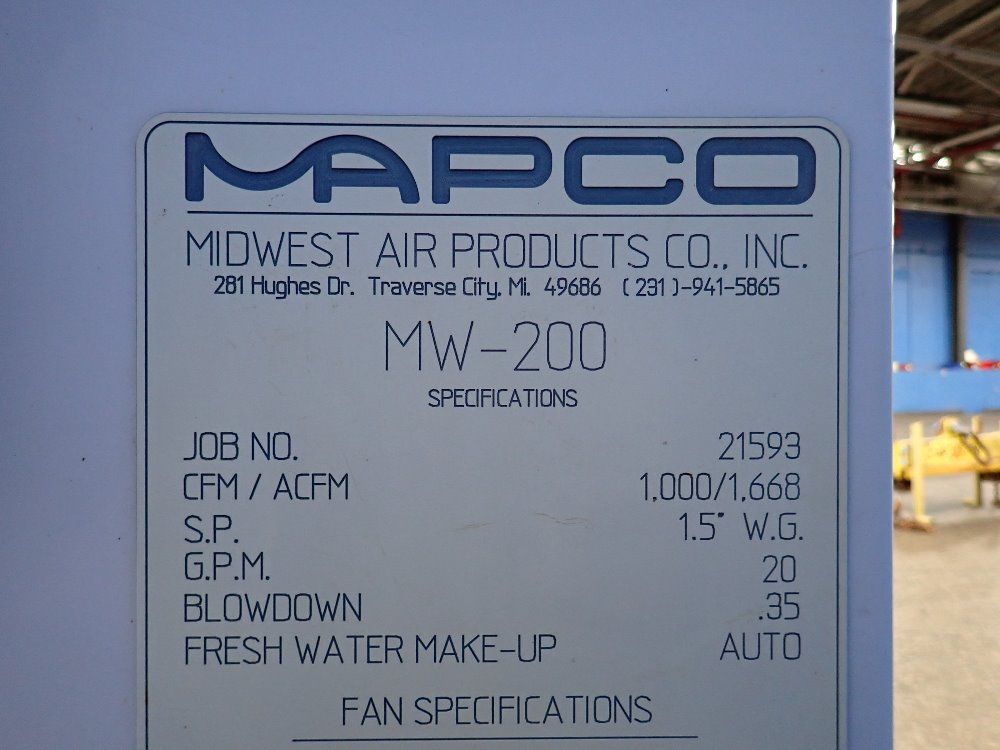 MAPCO
MIDWEST AIR PRODUCTS CO., INC.
281 Hughes Dr. Traverse City, Mi. 49686 (231)-941-5865
MW-200
SPECIFICATIONS
JOB NO. 21593
CFM / ACFM 1,000/1,668
S.P. 1.5" W.G.
G.P.M. 20
BLOWDOWN .35
FRESH WATER MAKE-UP AUTO
FAN SPECIFICATIONS